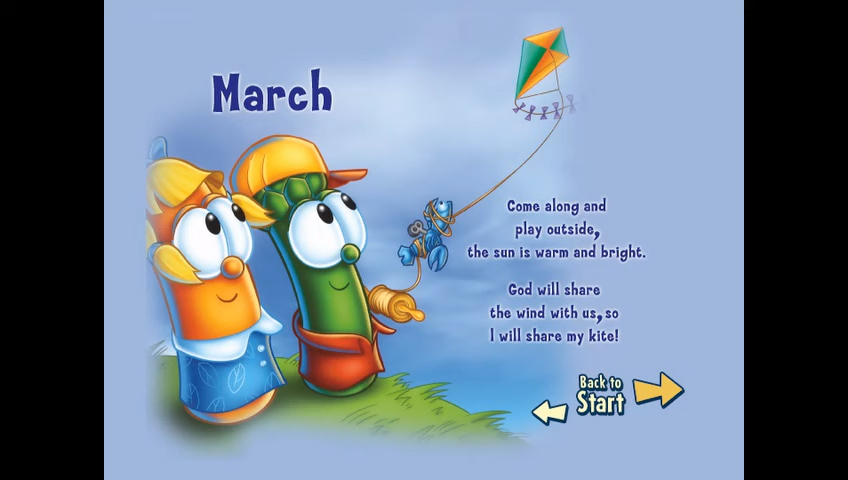 March
Come along and
play outside,
the sun is warm and bright.
God will share
the wind with us, so
I will share my kite!
Back to
Start